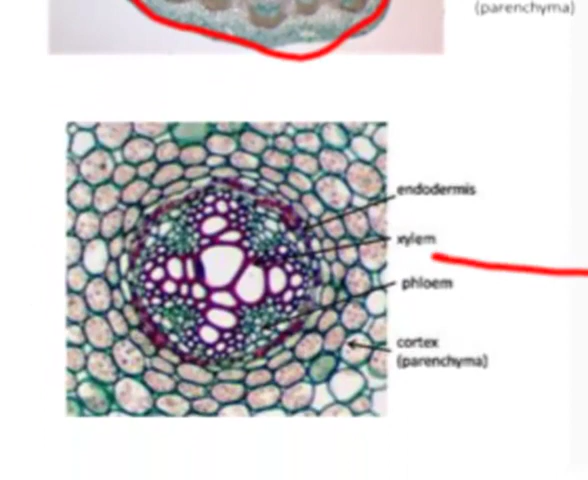 (parenchyma)
endodermis
xylem
phloem
cortex
(parenchyma)